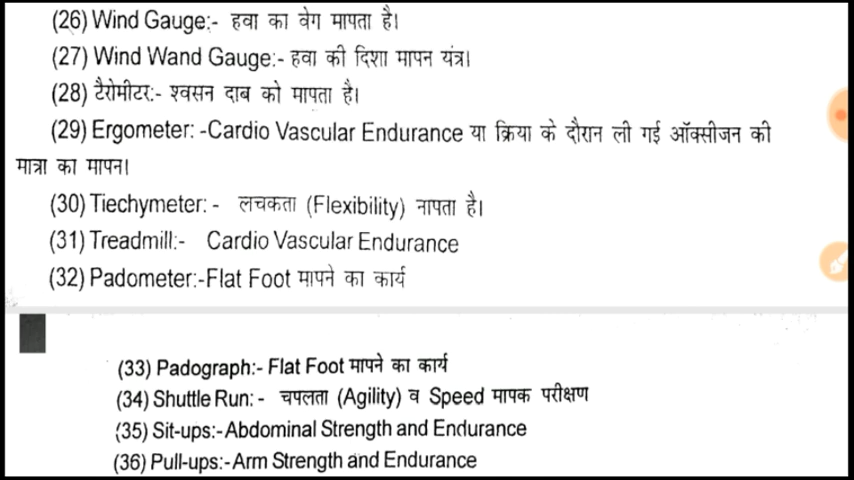 (26) Wind Gauge:- हवा का वेग मापता है।
(27) Wind Wand Gauge:- हवा की दिशा मापन यंत्र।
(28) टैरोमीटर:- श्वसन दाब को मापता है।
(29) Ergometer: -Cardio Vascular Endurance या क्रिया के दौरान ली गई ऑक्सीजन की
मात्रा का मापन।
(30) Tiechymeter: - लचकता (Flexibility) नापता है।
(31) Treadmill:- Cardio Vascular Endurance
(32) Padometer:-Flat Foot मापने का कार्य
(33) Padograph:- Flat Foot मापने का कार्य
(34) Shuttle Run: - चपलता (Agility) व Speed मापक परीक्षण
(35) Sit-ups:-Abdominal Strength and Endurance
(36) Pull-ups:-Arm Strength and Endurance